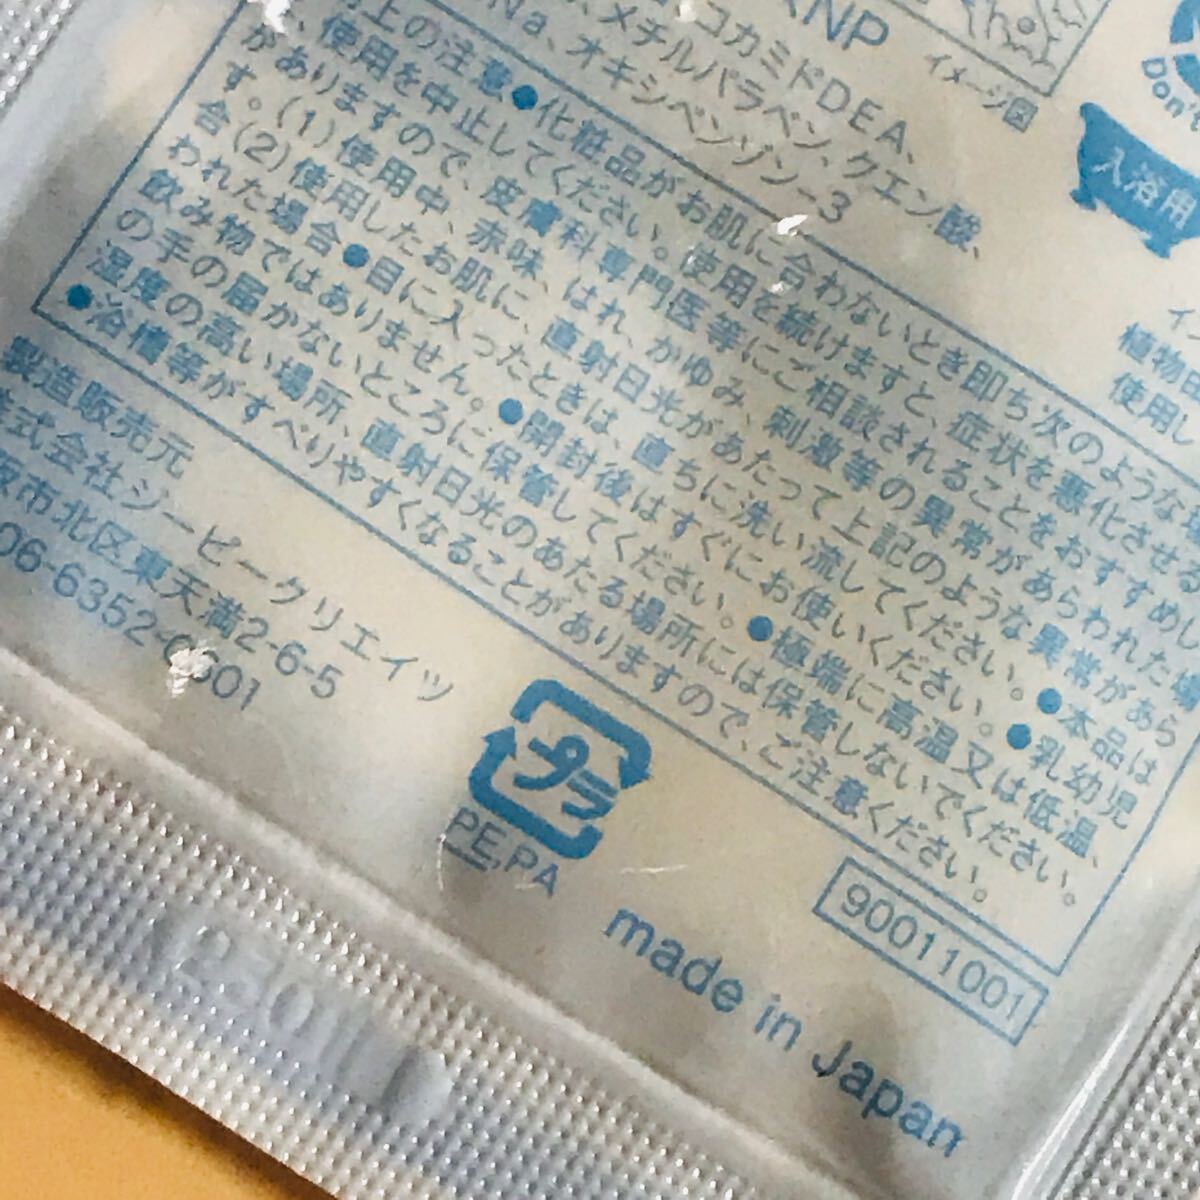 NP
イメージ図
Don'
入浴用
コカミドDEA、
メチルパラベン、クエン酸、
Na、オキシベンゾン-3
植物由
使用し
上の注意●化粧品がお肌に合わないとき即ち次のような場
使用を中止してください。使用を続けますと、症状を悪化させる
がありますので、皮膚科専門医等にご相談されることをおすすめし
す。(1)使用中、赤味、はれ、かゆみ、刺激等の異常があらわれた場
合(2)使用したお肌に、直射日光があたって上記のような異常があら
われた場合●目に入ったときは、直ちに洗い流してください。●本品は
飲み物ではありません。●開封後はすぐにお使いください。●乳幼児
の手の届かないところに保管してください。●極端に高温又は低温、
湿度の高い場所、直射日光のあたる場所には保管しないでください。
●浴槽等がすべりやすくなることがありますので、ご注意ください。
製造販売元
株式会社ジーピークリエイツ
阪市北区東天満2-6-5
06-6352-0601
プラ
PE,PA
90011001
made in Japan